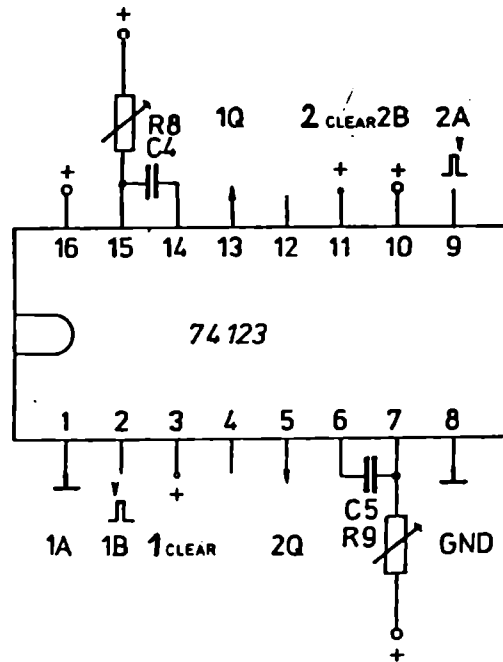 +
R8
C4
1Q 2 CLEAR 2B 2A
+ + +
16 15 14 13 12 11 10 9
74123
1 2 3 4 5 6 7 8
+
C5
1A 1B 1 CLEAR 2Q R9 GND
+